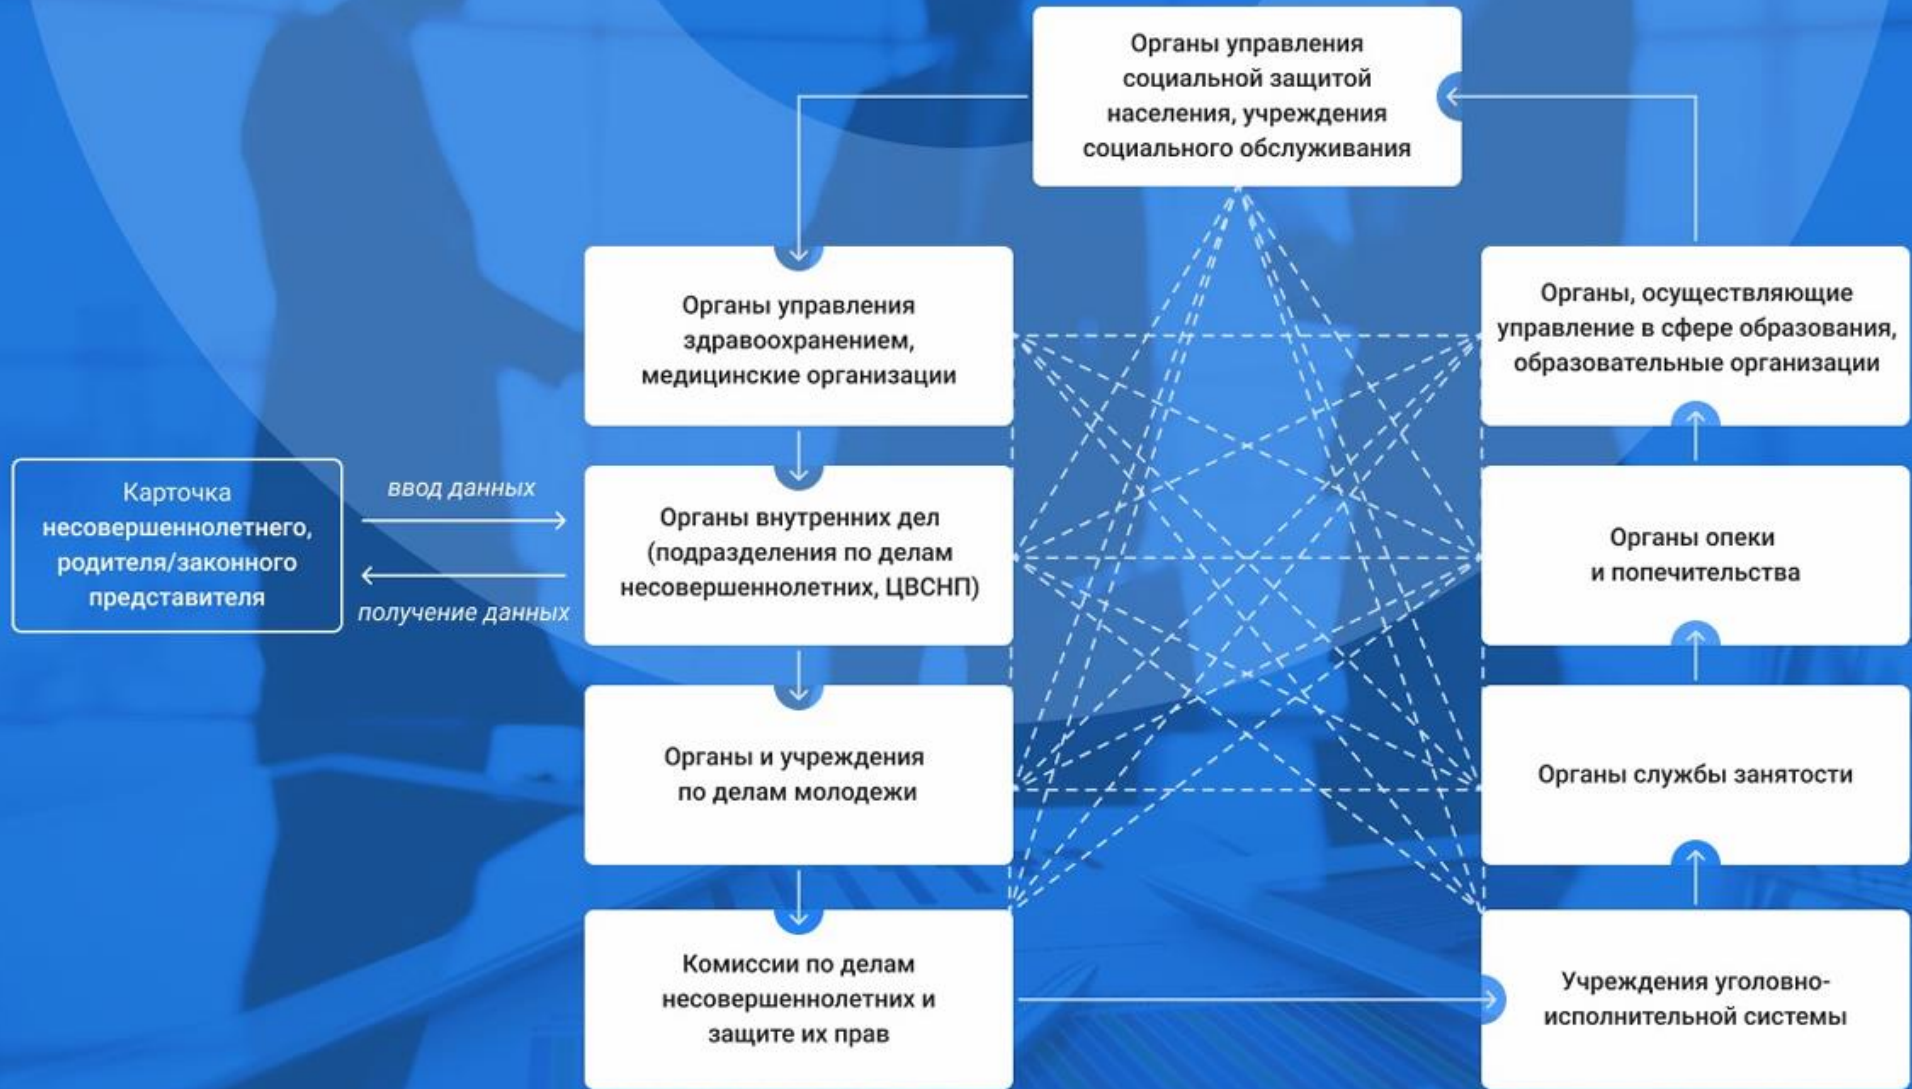 Органы управления
социальной защитой
населения, учреждения
социального обслуживания
Органы управления
здравоохранением,
медицинские организации
Органы, осуществляющие
управление в сфере образования,
образовательные организации
Карточка
несовершеннолетнего,
родителя/законного
представителя
ввод данных
получение данных
Органы внутренних дел
(подразделения по делам
несовершеннолетних, ЦВСНП)
Органы опеки
и попечительства
Органы и учреждения
по делам молодежи
Органы службы занятости
Комиссии по делам
несовершеннолетних и
защите их прав
Учреждения уголовно-
исполнительной системы